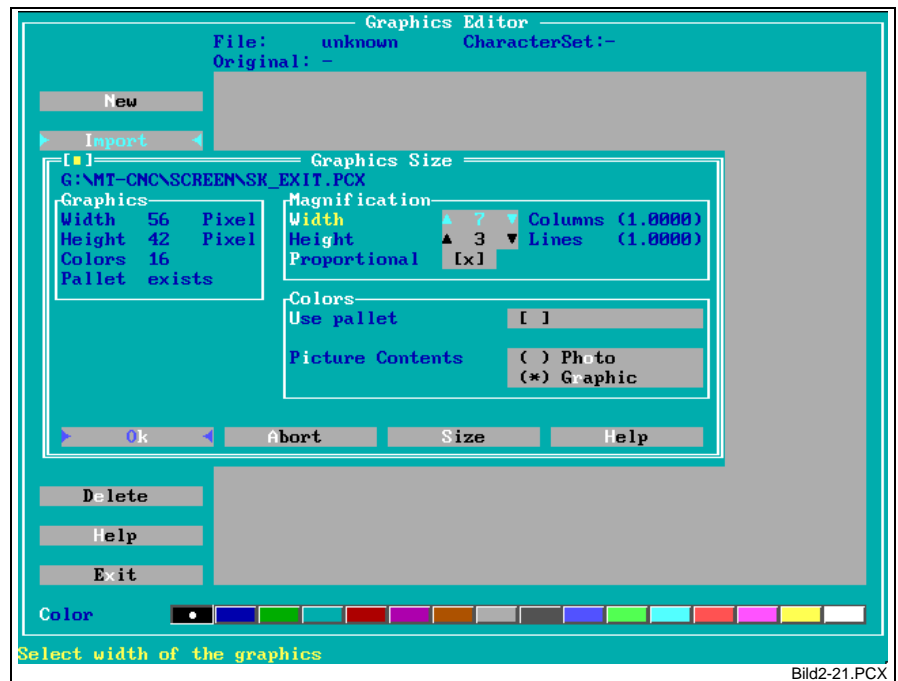 Graphics Editor
File: unknown CharacterSet:-
Original: -
New
Import
[■] Graphics Size
G:\MT-CNC\SCREEN\SK_EXIT.PCX
Graphics
Width 56 Pixel
Height 42 Pixel
Colors 16
Pallet exists
Magnification
Width ▲ 7 ▼ Columns (1.0000)
Height ▲ 3 ▼ Lines (1.0000)
Proportional [x]
Colors
Use pallet [ ]
Picture Contents ( ) Photo
(*) Graphic
Ok Abort Size Help
Delete
Help
Exit
Color
Select width of the graphics
Bild2-21.PCX